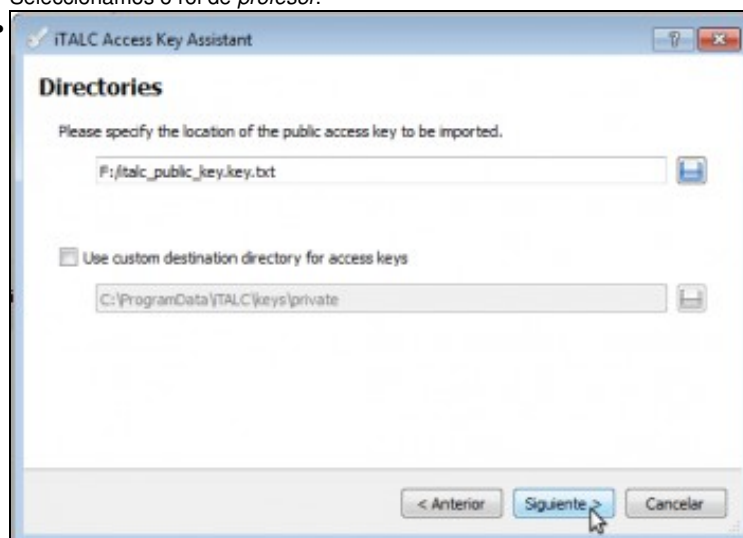 Seleccionamos o rol de profesor.
iTALC Access Key Assistant
Directories
Please specify the location of the public access key to be imported.
F:/italc_public_key.key.txt
Use custom destination directory for access keys
C:\ProgramData\iTALC\keys\private
< Anterior
Siguiente >
Cancelar